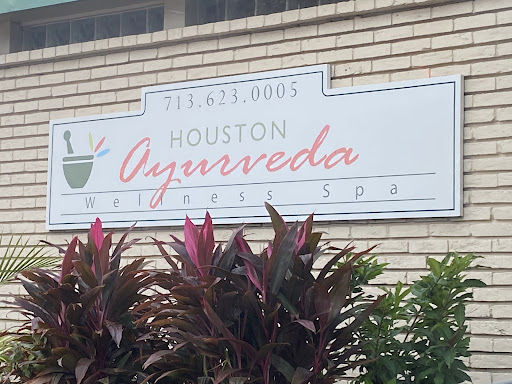 713.623.0005
HOUSTON
Ayurveda
Wellness Spa